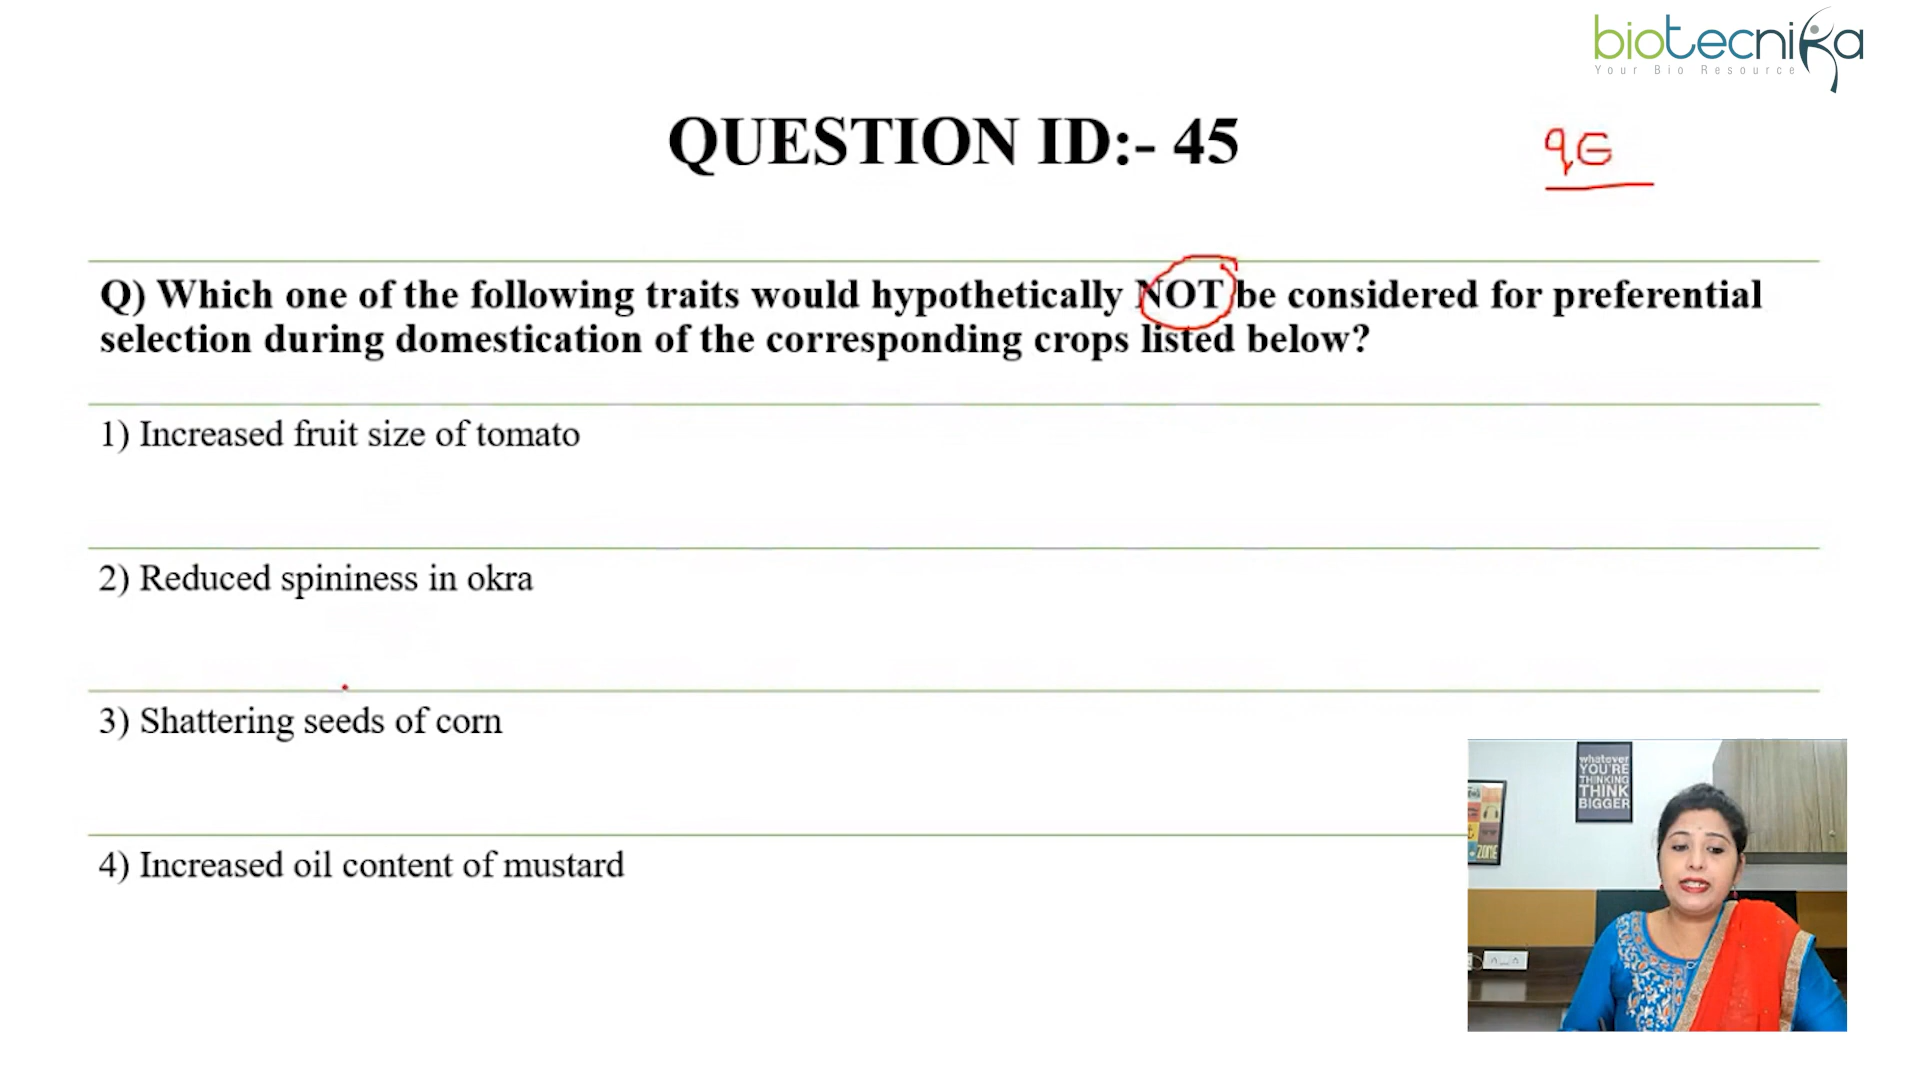 biotecnika
Your Bio Resource
QUESTION ID:- 45
9G
Q) Which one of the following traits would hypothetically NOT be considered for preferential
selection during domestication of the corresponding crops listed below?
1) Increased fruit size of tomato
2) Reduced spininess in okra
3) Shattering seeds of corn
4) Increased oil content of mustard
whatever
YOU'RE
THINKING
THINK
BIGGER
ZONE